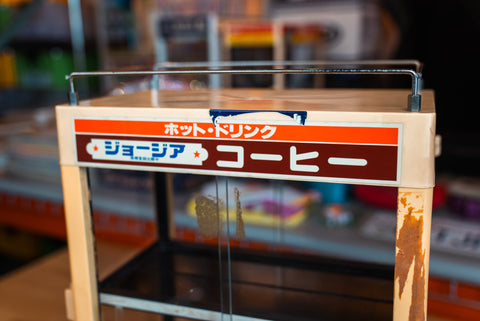 ホット・ドリンク
ジョージア
コーヒー